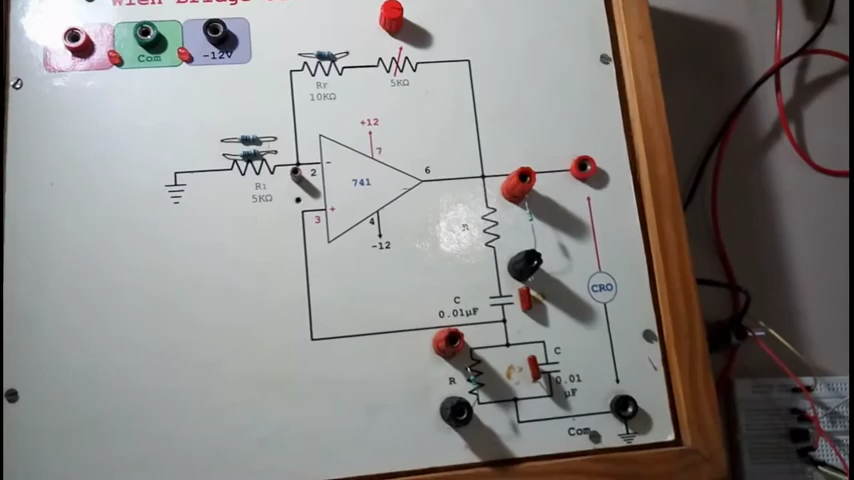 Wien Bridge
Com
-12V
Rf
10KΩ
5KΩ
+12
7
2
-
6
741
R1
5KΩ
3
+
4
-12
CRO
C
0.01µF
C
R
0.01
µF
Com